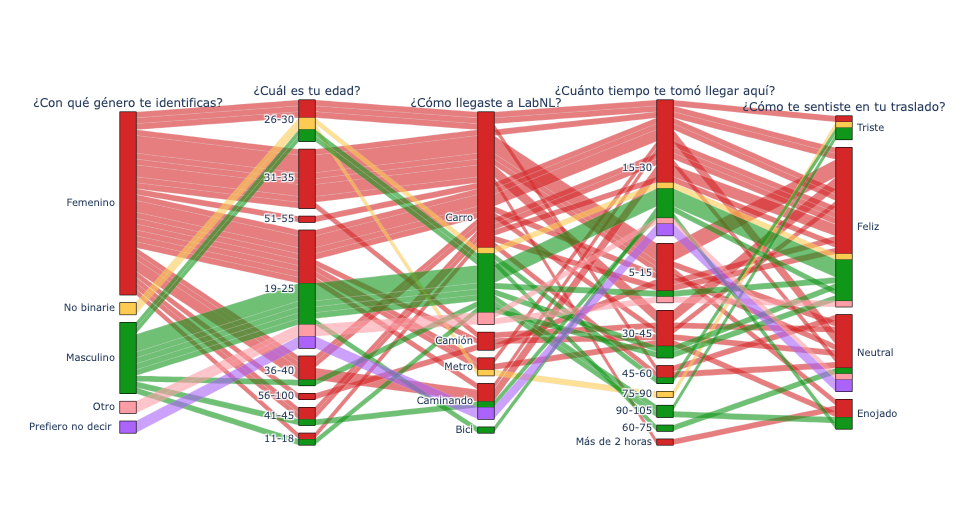 ¿Con qué género te identificas?
Femenino
No binarie
Masculino
Otro
Prefiero no decir
¿Cuál es tu edad?
26-30
31-35
51-55
19-25
36-40
56-100
41-45
11-18
¿Cómo llegaste a LabNL?
Carro
Camión
Metro
Caminando
Bici
¿Cuánto tiempo te tomó llegar aquí?
15-30
5-15
30-45
45-60
75-90
90-105
60-75
Más de 2 horas
¿Cómo te sentiste en tu traslado?
Triste
Feliz
Neutral
Enojado